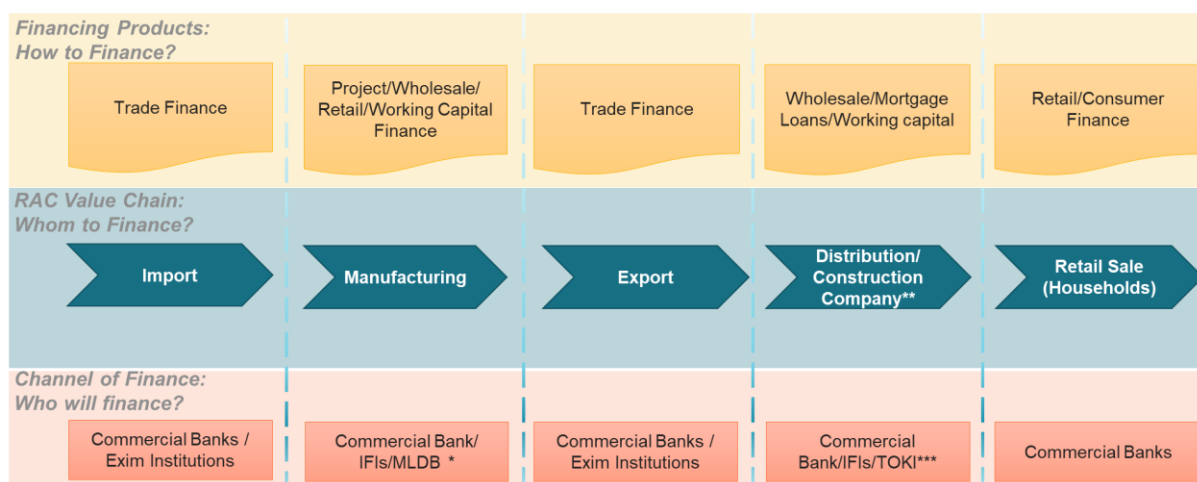 Financing Products:
How to Finance?
Trade Finance
Project/Wholesale/
Retail/Working Capital
Finance
Trade Finance
Wholesale/Mortgage
Loans/Working capital
Retail/Consumer
Finance
RAC Value Chain:
Whom to Finance?
Import
Manufacturing
Export
Distribution/
Construction
Company**
Retail Sale
(Households)
Channel of Finance:
Who will finance?
Commercial Banks /
Exim Institutions
Commercial Bank/
IFIs/MLDB *
Commercial Banks /
Exim Institutions
Commercial
Bank/IFIs/TOKI***
Commercial Banks